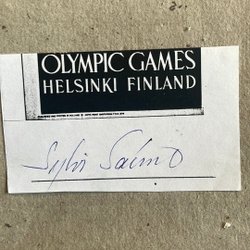 OLYMPIC GAMES
HELSINKI FINLAND
Sylvi Saimo